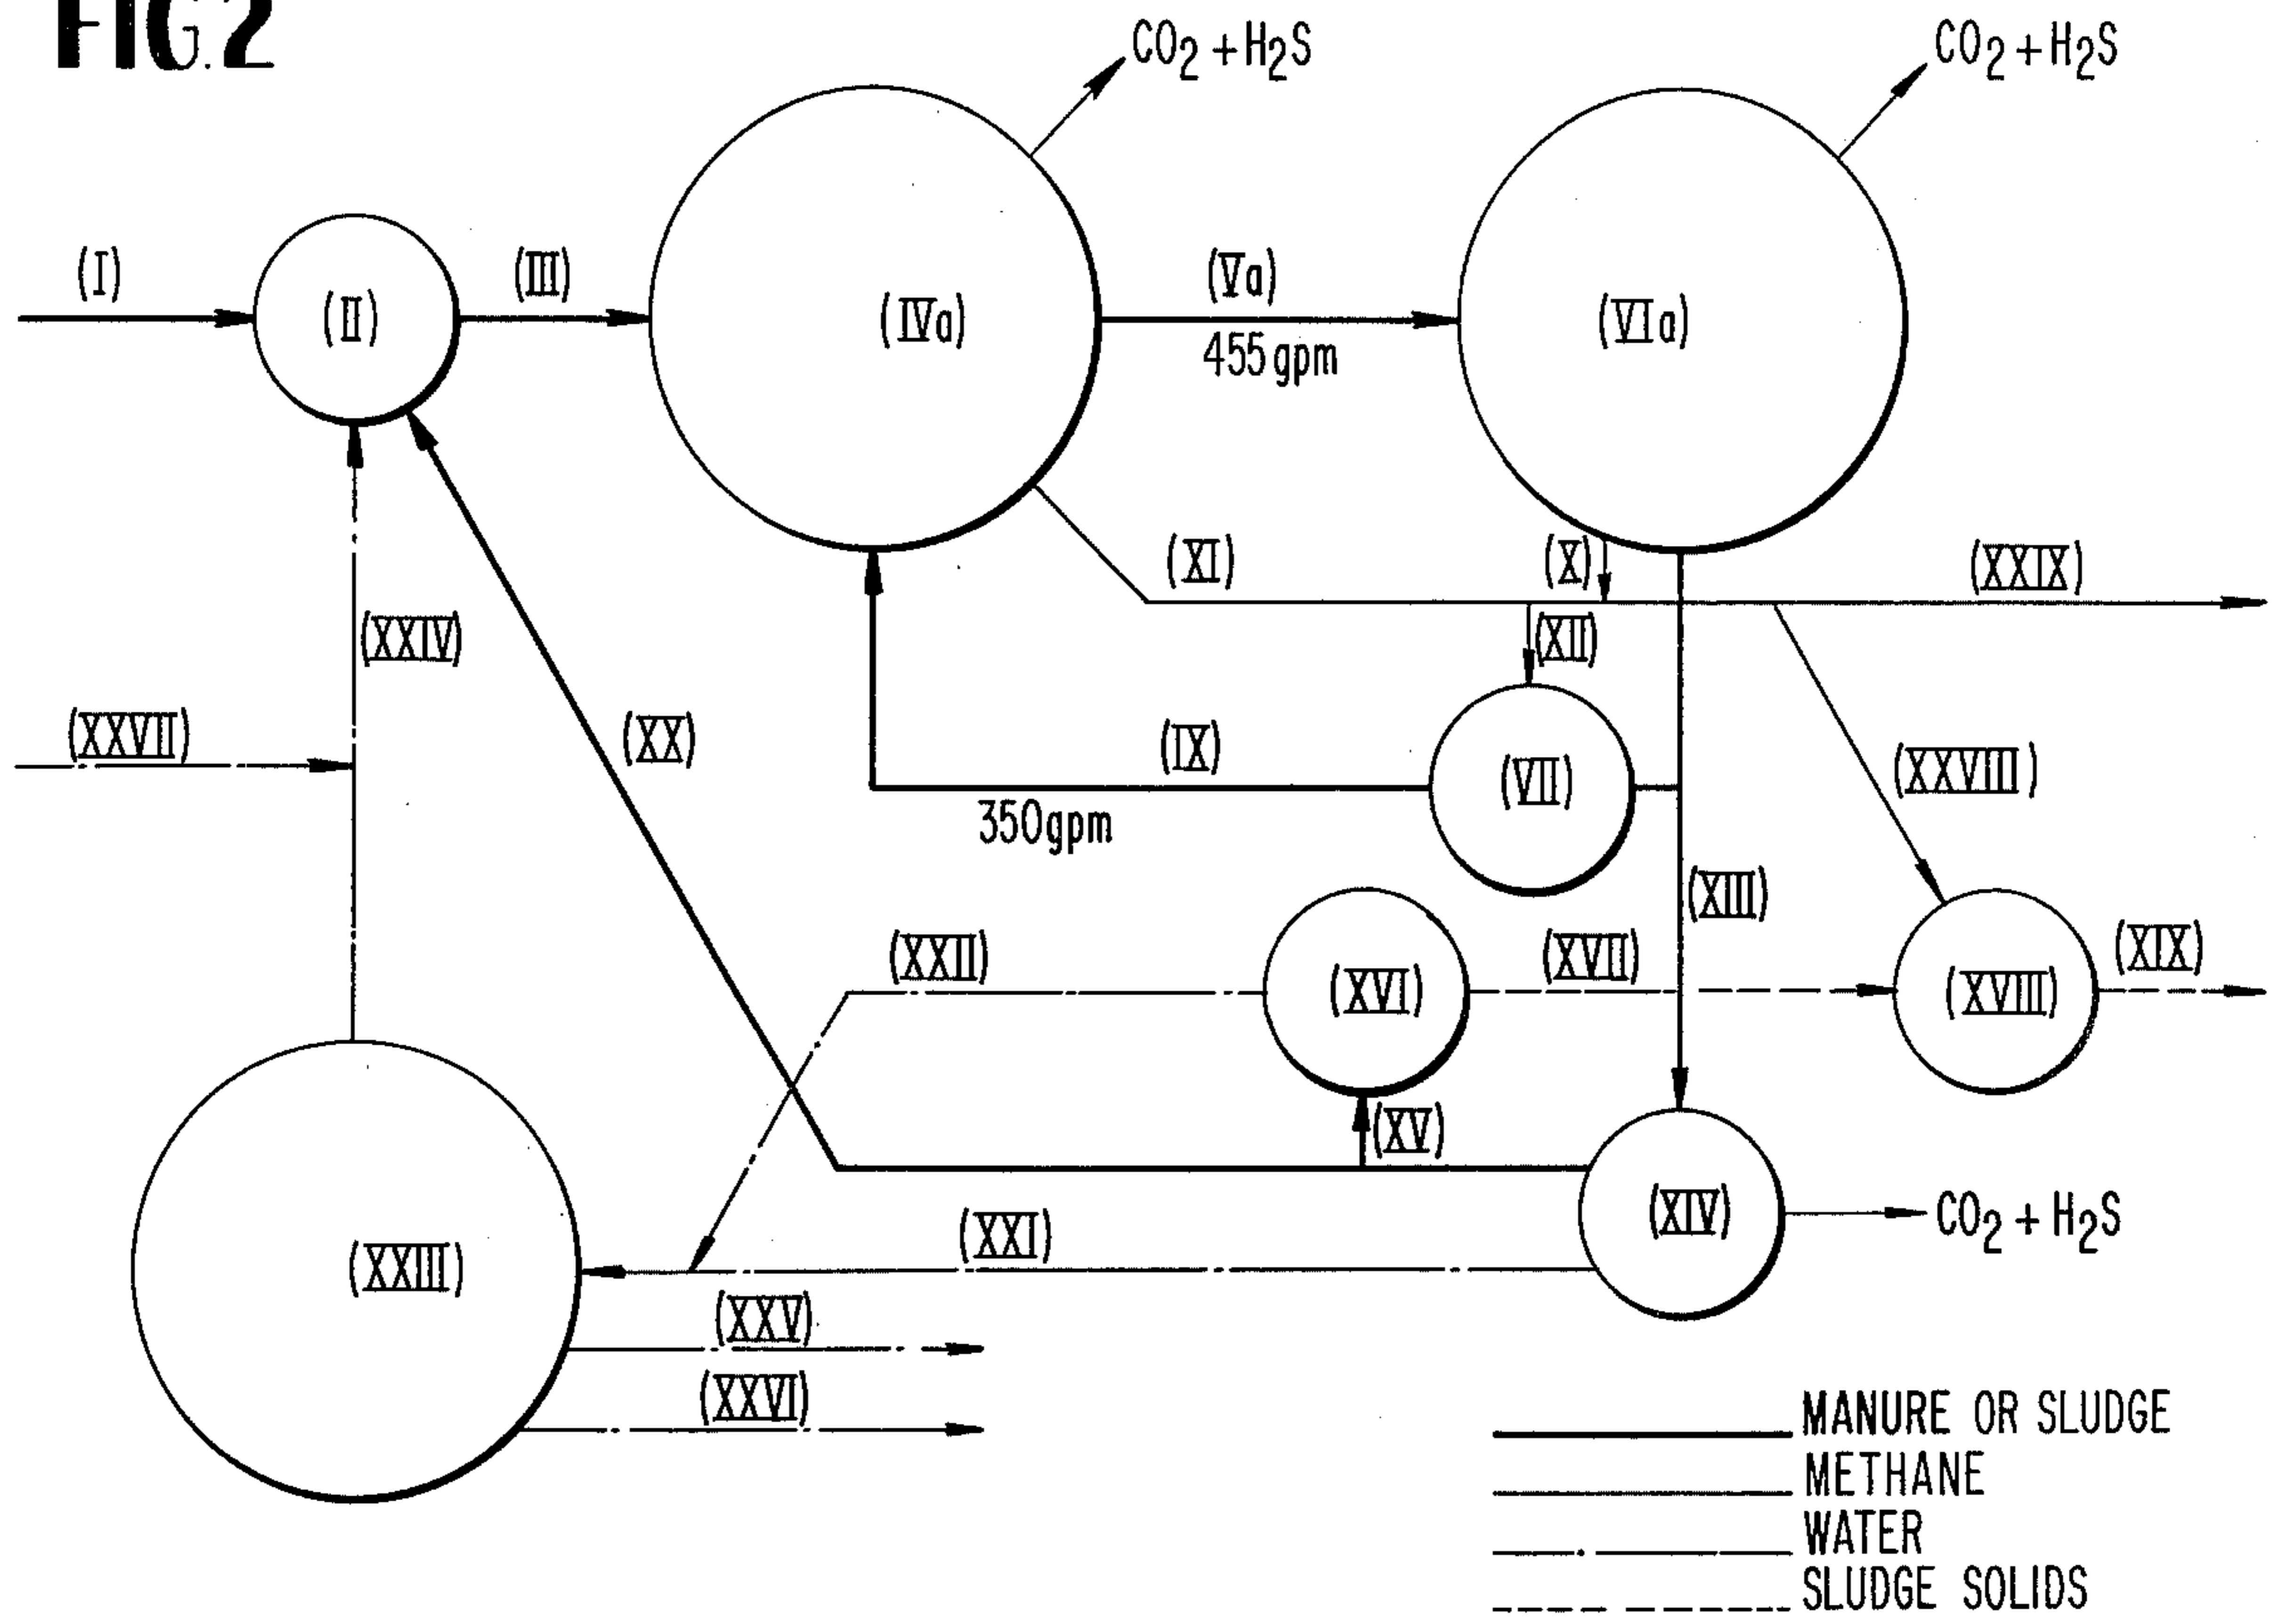 FIG.2
CO2 + H2S
CO2 + H2S
(I)
(II)
(III)
(IVa)
(Va)
455 gpm
(VIa)
(XI)
(X)
(XXIX)
(XII)
(XXIV)
(XXVII)
(XX)
(IX)
350 gpm
(VII)
(XXVIII)
(XIII)
(XXII)
(XVI)
(XVII)
(XVIII)
(XIX)
(XV)
(XIV)
CO2 + H2S
(XXI)
(XXIII)
(XXV)
(XXVI)
MANURE OR SLUDGE
METHANE
WATER
SLUDGE SOLIDS